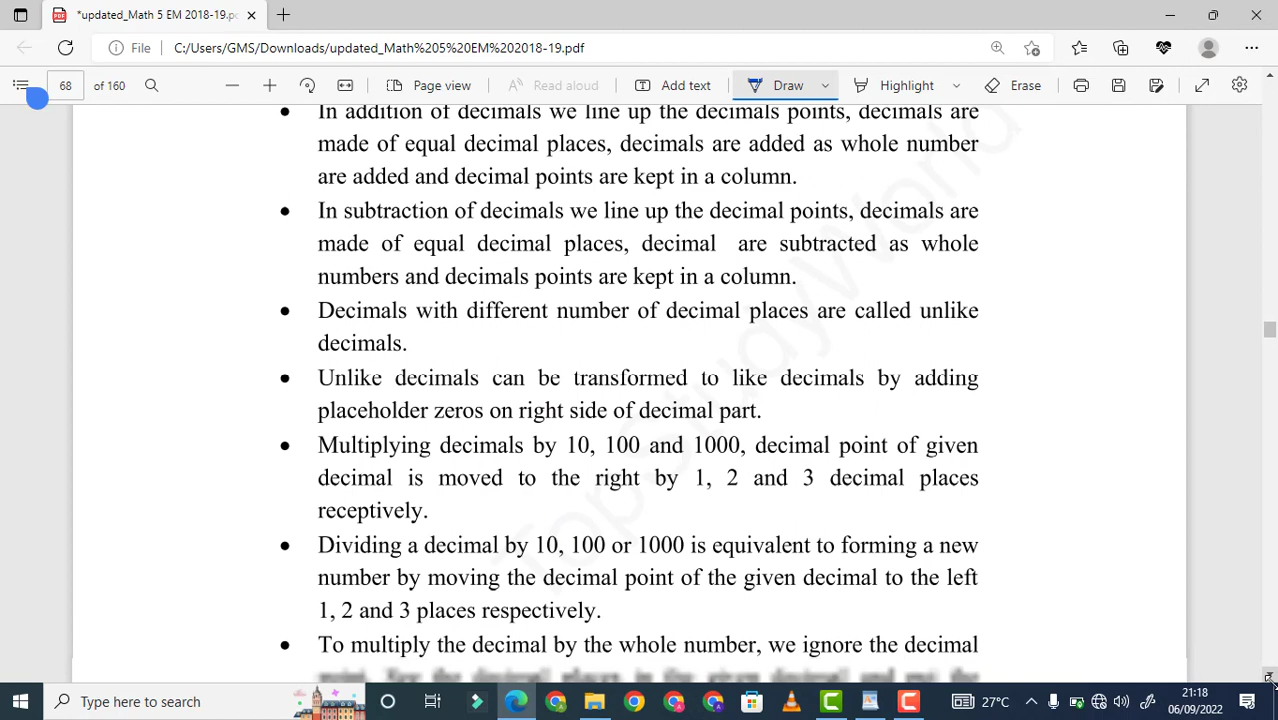 *updated_Math 5 EM 2018-19.pd
File C:/Users/GMS/Downloads/updated_Math%205%20EM%202018-19.pdf
68 of 160 Page view Read aloud Add text Draw Highlight Erase
In addition of decimals we line up the decimals points, decimals are
made of equal decimal places, decimals are added as whole number
are added and decimal points are kept in a column.
In subtraction of decimals we line up the decimal points, decimals are
made of equal decimal places, decimal are subtracted as whole
numbers and decimals points are kept in a column.
Decimals with different number of decimal places are called unlike
decimals.
Unlike decimals can be transformed to like decimals by adding
placeholder zeros on right side of decimal part.
Multiplying decimals by 10, 100 and 1000, decimal point of given
decimal is moved to the right by 1, 2 and 3 decimal places
receptively.
Dividing a decimal by 10, 100 or 1000 is equivalent to forming a new
number by moving the decimal point of the given decimal to the left
1, 2 and 3 places respectively.
To multiply the decimal by the whole number, we ignore the decimal
TopStudyWorld
Type here to search 27°C 21:18
06/09/2022